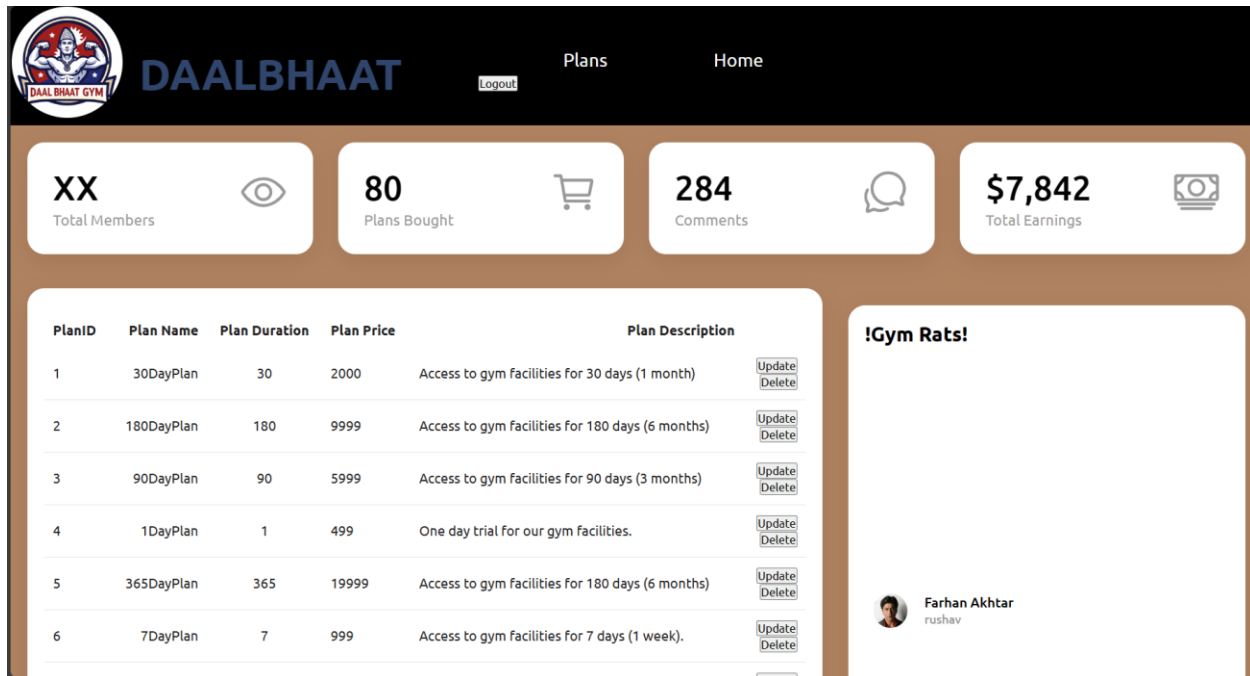 DAAL BHAAT GYM
DAALBHAAT
Plans
Home
Logout
XX
Total Members
80
Plans Bought
284
Comments
$7,842
Total Earnings
PlanID Plan Name Plan Duration Plan Price Plan Description
1 30DayPlan 30 2000 Access to gym facilities for 30 days (1 month) Update
Delete
2 180DayPlan 180 9999 Access to gym facilities for 180 days (6 months) Update
Delete
3 90DayPlan 90 5999 Access to gym facilities for 90 days (3 months) Update
Delete
4 1DayPlan 1 499 One day trial for our gym facilities. Update
Delete
5 365DayPlan 365 19999 Access to gym facilities for 180 days (6 months) Update
Delete
6 7DayPlan 7 999 Access to gym facilities for 7 days (1 week). Update
Delete
!Gym Rats!
Farhan Akhtar
rushav